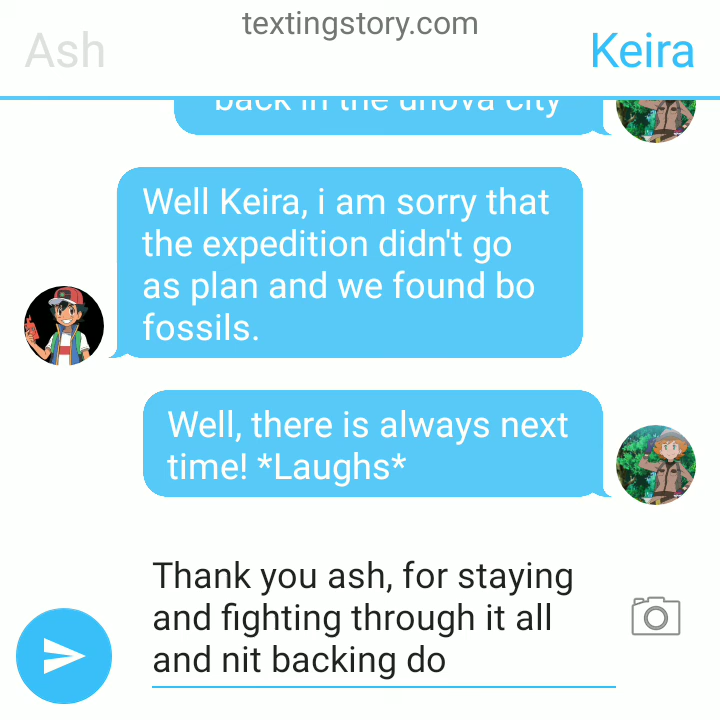 textingstory.com
Ash
Keira
back in the unova city
Well Keira, i am sorry that
the expedition didn't go
as plan and we found bo
fossils.
Well, there is always next
time! *Laughs*
Thank you ash, for staying
and fighting through it all
and nit backing do